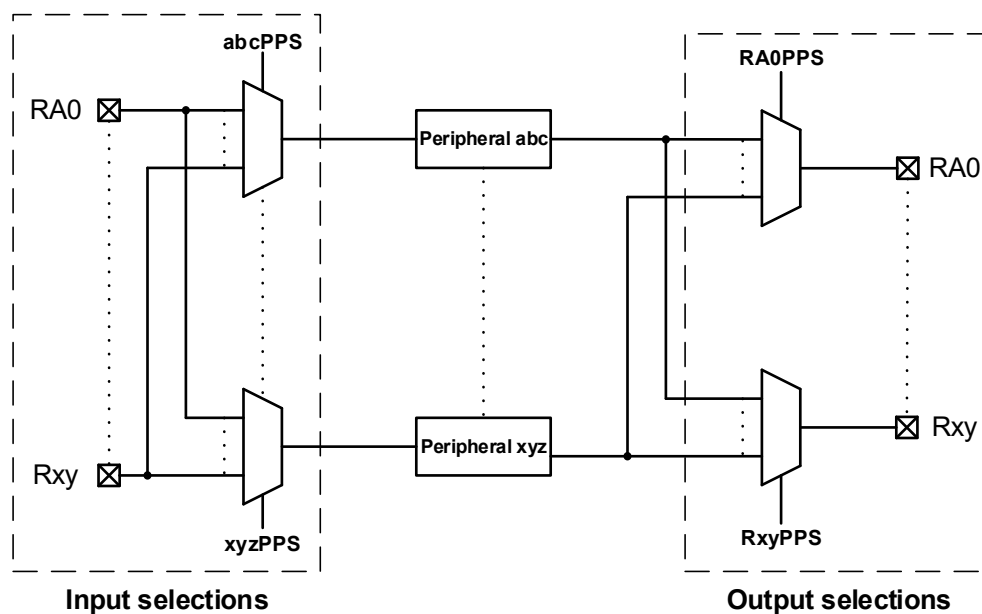 abcPPS
RA0PPS
RA0
Peripheral abc
RA0
Peripheral xyz
Rxy
Rxy
xyzPPS
RxyPPS
Input selections
Output selections